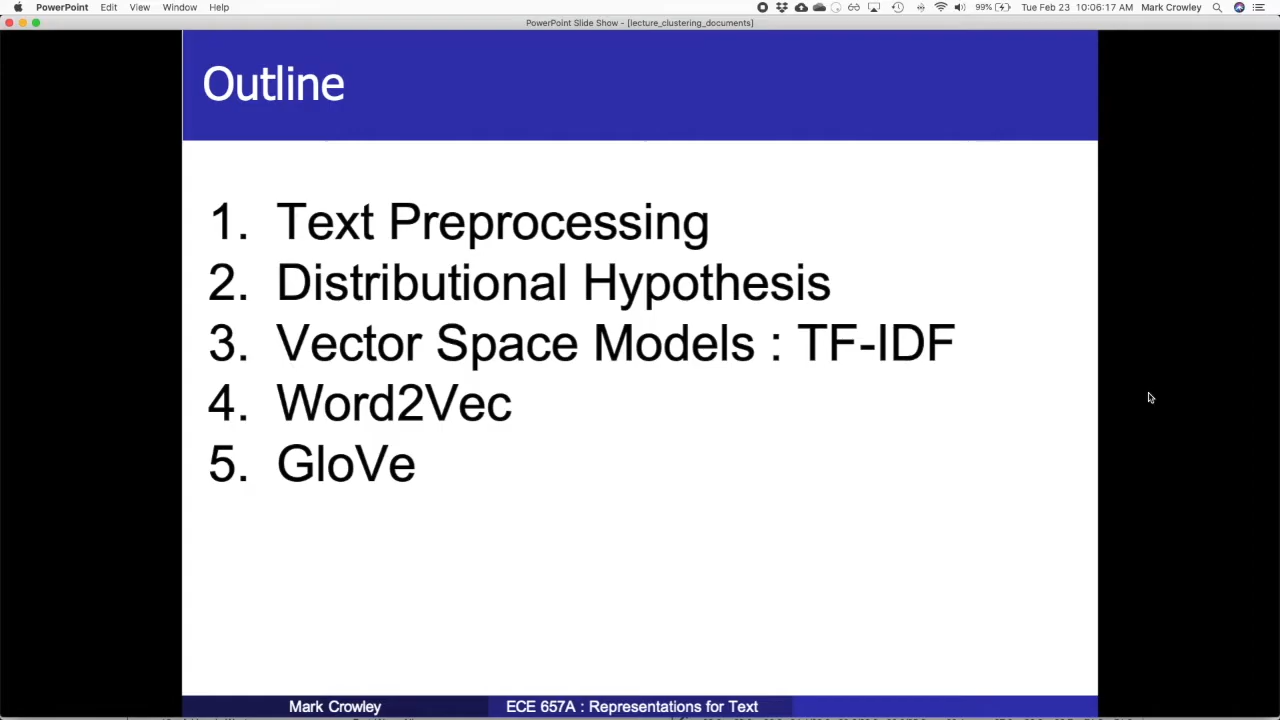 PowerPoint Edit View Window Help 99% Tue Feb 23 10:06:17 AM Mark Crowley
PowerPoint Slide Show - [lecture_clustering_documents]
Outline
1. Text Preprocessing
2. Distributional Hypothesis
3. Vector Space Models : TF-IDF
4. Word2Vec
5. GloVe
Mark Crowley ECE 657A : Representations for Text